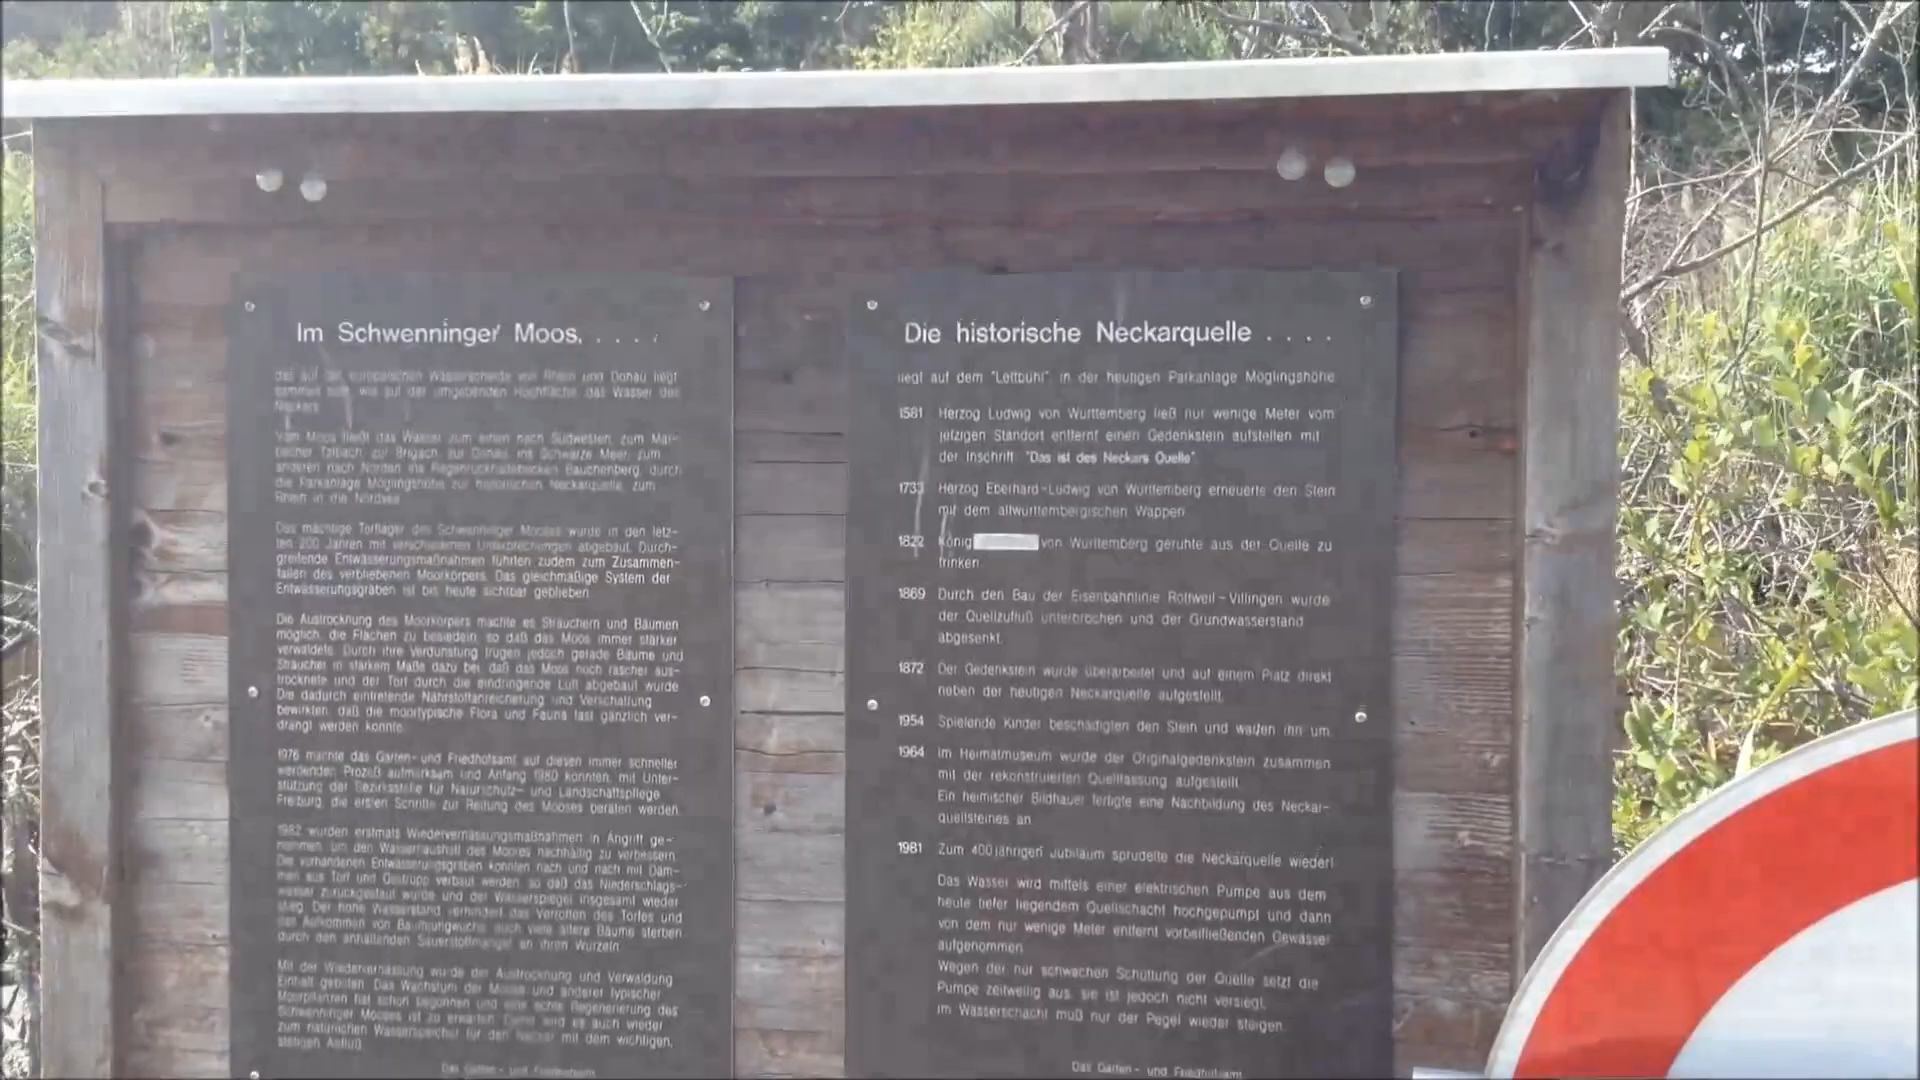 Im Schwenninger Moos. . . . .
das auf der europäischen Wasserscheide von Rhein und Donau liegt
sammelt sich, wie auf der umgebenden Hochfläche, das Wasser des
Neckars.
Vom Moos fließt das Wasser zum einen nach Südwesten, zum Mar-
bacher Talbach zur Brigach, zur Donau, ins Schwarze Meer, zum
anderen nach Norden ins Regenrückhaltebecken Bauchenberg, durch
die Parkanlage Möglingshöhe zur historischen Neckarquelle, zum
Rhein in die Nordsee.
Das mächtige Torflager des Schwenninger Mooses wurde in den letz-
ten 200 Jahren mit verschiedenen Unterbrechungen abgebaut. Durch-
greifende Entwässerungsmaßnahmen führten zudem zum Zusammen-
fallen des verbliebenen Moorkörpers. Das gleichmäßige System der
Entwässerungsgräben ist bis heute sichtbar geblieben.
Die Austrocknung des Moorkörpers machte es Sträuchern und Bäumen
möglich, die Flächen zu besiedeln, so daß das Moos immer stärker
verwaldete. Durch ihre Verdunstung trugen jedoch gerade Bäume und
Sträucher in starkem Maße dazu bei, daß das Moos noch rascher aus-
trocknete und der Torf durch die eindringende Luft abgebaut wurde.
Die dadurch eintretende Nährstoffanreicherung und Verschattung
bewirkten, daß die moortypische Flora und Fauna fast gänzlich ver-
drängt werden konnte.
1976 machte das Garten- und Friedhofsamt auf diesen immer schneller
werdenden Prozeß aufmerksam und Anfang 1980 konnten, mit Unter-
stützung der Bezirksstelle für Naturschutz- und Landschaftspflege
Freiburg, die ersten Schritte zur Rettung des Mooses beraten werden.
1982 wurden erstmals Wiedervernässungsmaßnahmen in Angriff ge-
nommen, um den Wasserhaushalt des Moores nachhaltig zu verbessern.
Die vorhandenen Entwässerungsgräben konnten nach und nach mit Däm-
men aus Torf und Gestrüpp verbaut werden, so daß das Niederschlags-
wasser zurückgestaut wurde und der Wasserspiegel insgesamt wieder
stieg. Der hohe Wasserstand verhindert das Verrotten des Torfes und
das Aufkommen von Baumjungwuchs, auch viele ältere Bäume sterben
durch den anhaltenden Sauerstoffmangel an ihren Wurzeln.
Mit der Wiedervernässung wurde der Austrocknung und Verwaldung
Einhalt geboten. Das Wachstum der Moose und anderer typischer
Moorpflanzen hat schon begonnen und eine echte Regenerierung des
Schwenninger Mooses ist zu erwarten. Damit wird es auch wieder
zum natürlichen Wasserspeicher für den Neckar mit dem wichtigen,
stetigen Abfluß.
Das Garten- und Friedhofsamt
Die historische Neckarquelle . . . .
liegt auf dem "Lettbühl" in der heutigen Parkanlage Möglingshöhe
1581 Herzog Ludwig von Württemberg ließ nur wenige Meter vom
jetzigen Standort entfernt einen Gedenkstein aufstellen mit
der Inschrift: "Das ist des Neckars Quelle".
1733 Herzog Eberhard-Ludwig von Württemberg erneuerte den Stein
mit dem altwürttembergischen Wappen.
1822 König von Württemberg geruhte aus der Quelle zu
trinken.
1869 Durch den Bau der Eisenbahnlinie Rottweil-Villingen wurde
der Quellzufluß unterbrochen und der Grundwasserstand
abgesenkt.
1872 Der Gedenkstein wurde überarbeitet und auf einem Platz direkt
neben der heutigen Neckarquelle aufgestellt.
1954 Spielende Kinder beschädigten den Stein und warfen ihn um.
1964 Im Heimatmuseum wurde der Originalgedenkstein zusammen
mit der rekonstruierten Quellfassung aufgestellt.
Ein heimischer Bildhauer fertigte eine Nachbildung des Neckar-
quellsteines an.
1981 Zum 400jährigen Jubiläum sprudelte die Neckarquelle wieder!
Das Wasser wird mittels einer elektrischen Pumpe aus dem
heute tiefer liegendem Quellschacht hochgepumpt und dann
von dem nur wenige Meter entfernt vorbeifließenden Gewässer
aufgenommen.
Wegen der nur schwachen Schüttung der Quelle setzt die
Pumpe zeitweilig aus, sie ist jedoch nicht versiegt,
im Wasserschacht muß nur der Pegel wieder steigen.
Das Garten- und Friedhofsamt